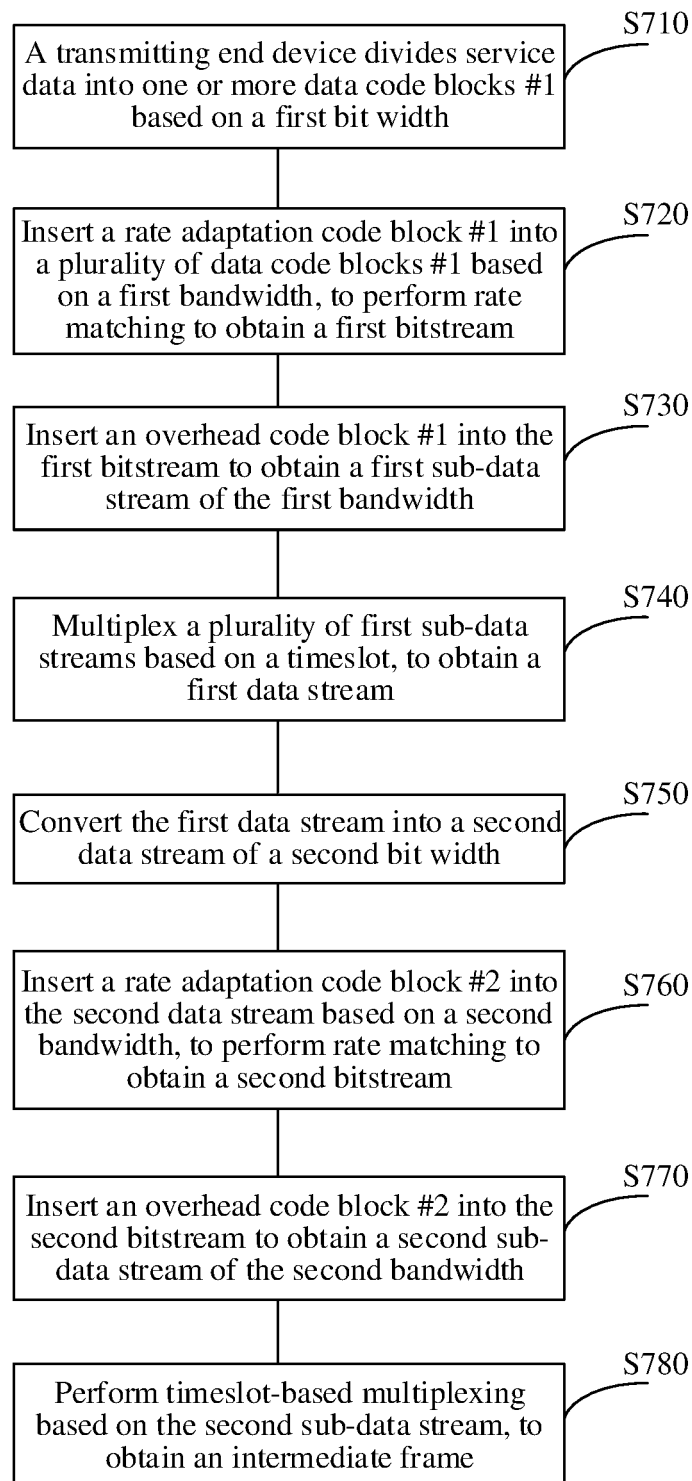 S710
A transmitting end device divides service
data into one or more data code blocks #1
based on a first bit width
S720
Insert a rate adaptation code block #1 into
a plurality of data code blocks #1 based
on a first bandwidth, to perform rate
matching to obtain a first bitstream
S730
Insert an overhead code block #1 into the
first bitstream to obtain a first sub-data
stream of the first bandwidth
S740
Multiplex a plurality of first sub-data
streams based on a timeslot, to obtain a
first data stream
S750
Convert the first data stream into a second
data stream of a second bit width
S760
Insert a rate adaptation code block #2 into
the second data stream based on a second
bandwidth, to perform rate matching to
obtain a second bitstream
S770
Insert an overhead code block #2 into the
second bitstream to obtain a second sub-
data stream of the second bandwidth
S780
Perform timeslot-based multiplexing
based on the second sub-data stream, to
obtain an intermediate frame